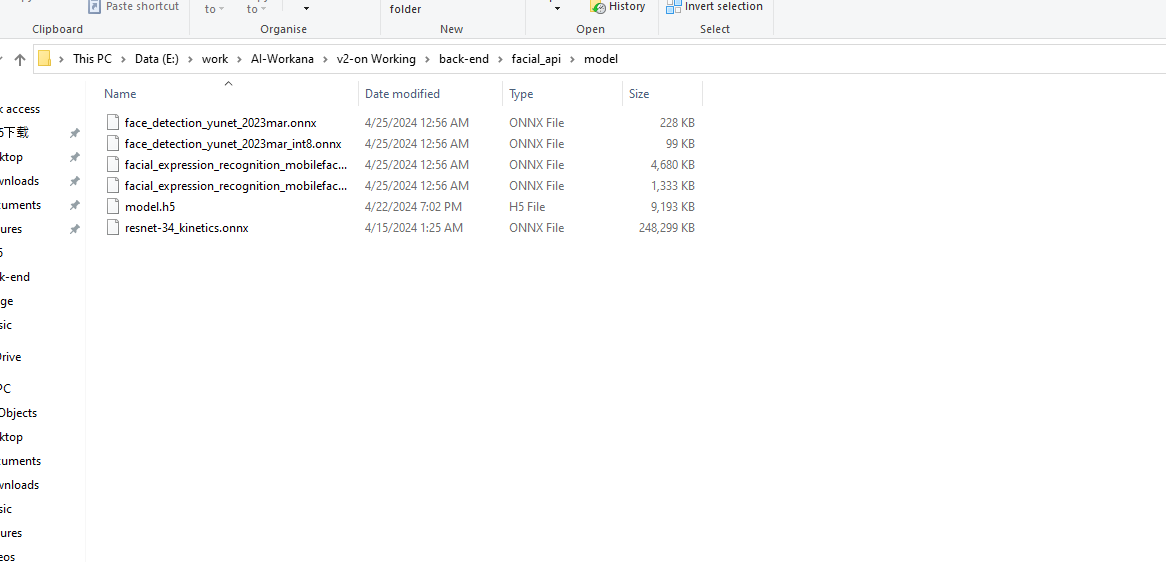 Paste shortcut
to
to
folder
History
Invert selection
Clipboard
Organise
New
Open
Select
This PC > Data (E:) > work > AI-Workana > v2-on Working > back-end > facial_api > model
Name Date modified Type Size
face_detection_yunet_2023mar.onnx 4/25/2024 12:56 AM ONNX File 228 KB
face_detection_yunet_2023mar_int8.onnx 4/25/2024 12:56 AM ONNX File 99 KB
facial_expression_recognition_mobilefac... 4/25/2024 12:56 AM ONNX File 4,680 KB
facial_expression_recognition_mobilefac... 4/25/2024 12:56 AM ONNX File 1,333 KB
model.h5 4/22/2024 7:02 PM H5 File 9,193 KB
resnet-34_kinetics.onnx 4/15/2024 1:25 AM ONNX File 248,299 KB
k access
下载
ktop
wnloads
cuments
ures
k-end
ge
sic
Drive
PC
Objects
ktop
cuments
wnloads
sic
ures
eos